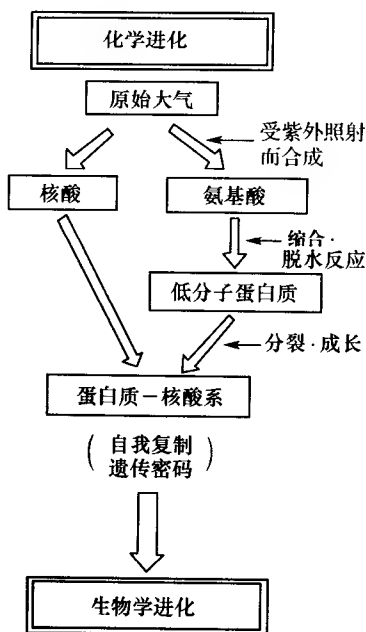 化学进化
原始大气
受紫外照射
而合成
核酸
氨基酸
缩合·
脱水反应
低分子蛋白质
分裂·成长
蛋白质－核酸系
（自我复制
遗传密码）
生物学进化